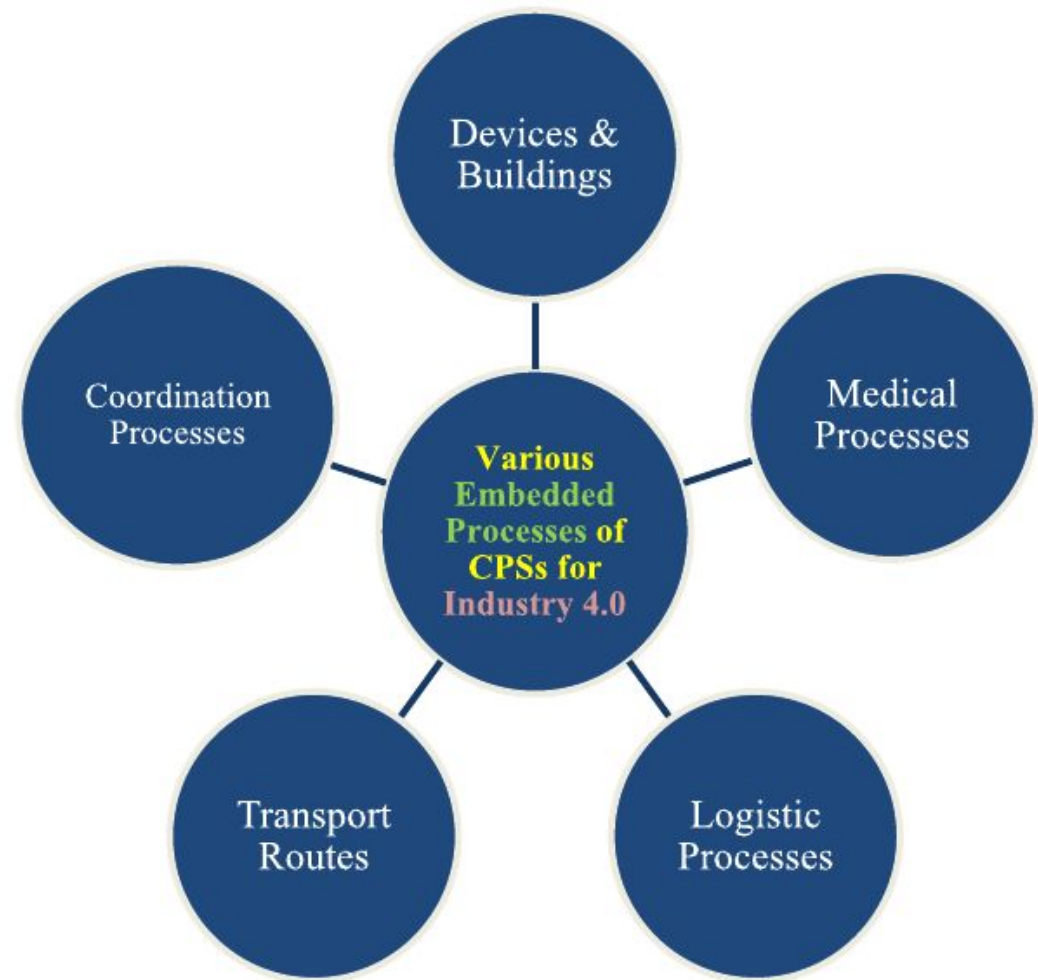 Devices &
Buildings
Coordination
Processes
Medical
Processes
Various
Embedded
Processes of
CPSs for
Industry 4.0
Transport
Routes
Logistic
Processes